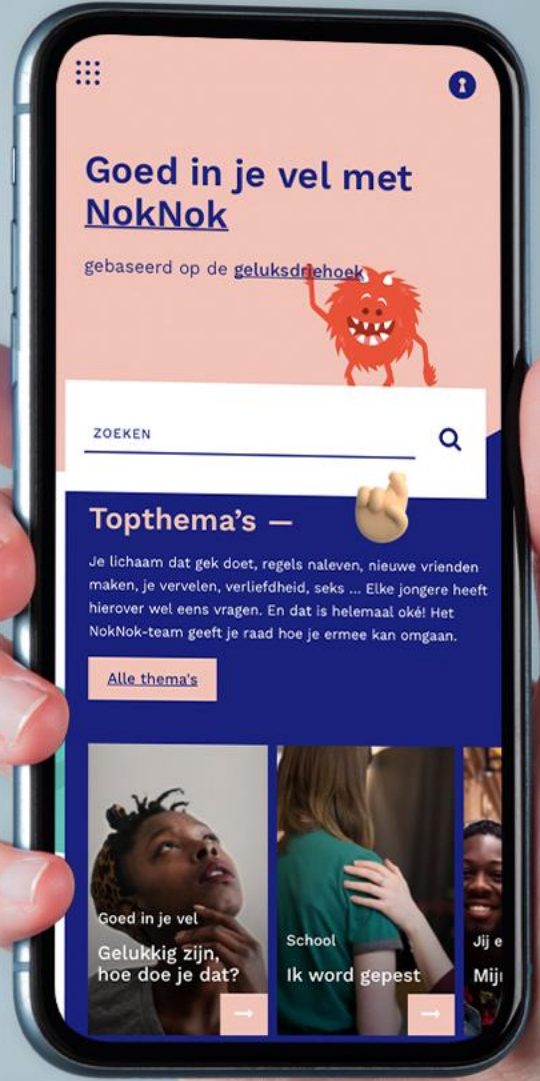 Goed in je vel met
NokNok
gebaseerd op de geluksdriehoek
ZOEKEN
Topthema's —
Je lichaam dat gek doet, regels naleven, nieuwe vrienden
maken, je vervelen, verliefdheid, seks ... Elke jongere heeft
hierover wel eens vragen. En dat is helemaal oké! Het
NokNok-team geeft je raad hoe je ermee kan omgaan.
Alle thema's
Goed in je vel
Gelukkig zijn,
hoe doe je dat?
School
Ik word gepest
Jij e
Mij